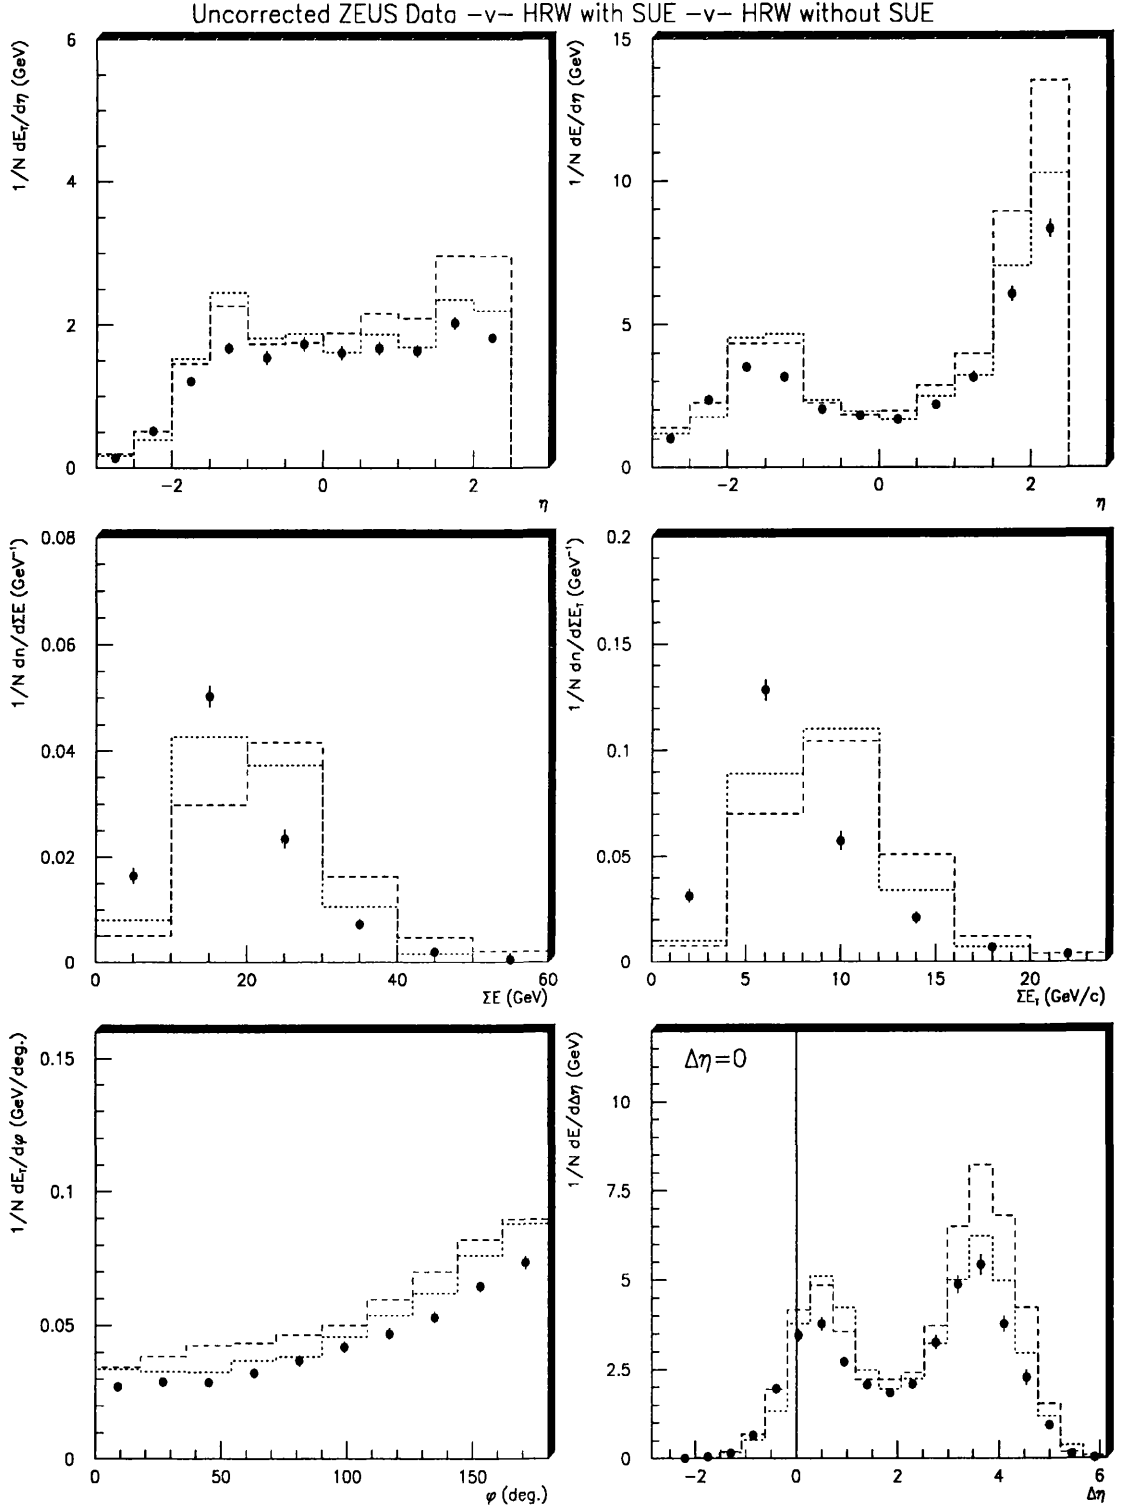 Uncorrected ZEUS Data -v- HRW with SUE -v- HRW without SUE
1/N dE_T/dη (GeV)
6
4
2
0
-2 0 2
η
1/N dE/dη (GeV)
15
10
5
0
-2 0 2
η
1/N dn/dΣE (GeV⁻¹)
0.08
0.06
0.04
0.02
0
0 20 40 60
ΣE (GeV)
1/N dn/dΣE_T (GeV⁻¹)
0.2
0.15
0.1
0.05
0
0 5 10 15 20
ΣE_T (GeV/c)
1/N dE_T/dφ (GeV/deg.)
0.15
0.1
0.05
0
0 50 100 150
φ (deg.)
1/N dE/dΔη (GeV)
Δη=0
10
7.5
5
2.5
0
-2 0 2 4 6
Δη